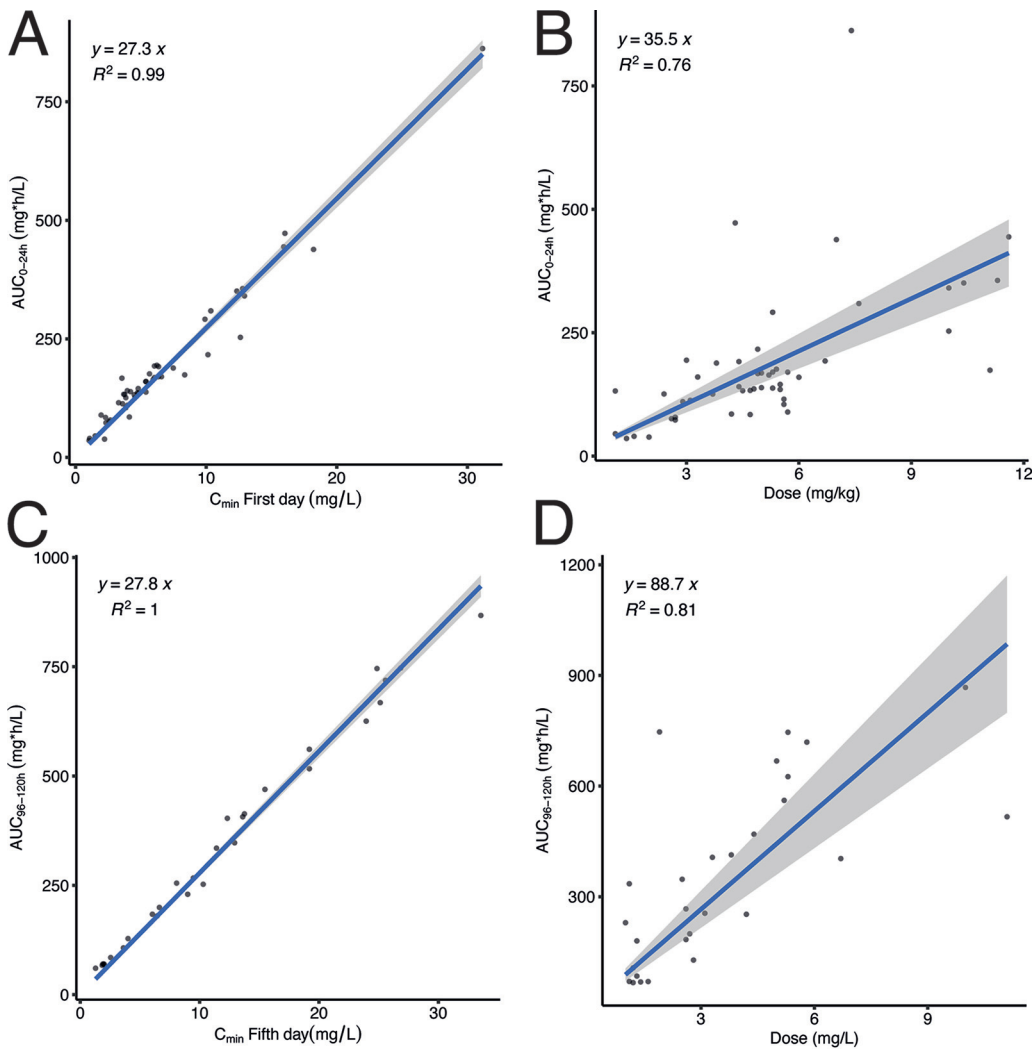 A
y = 27.3 x
R² = 0.99
AUC₀₋₂₄ₕ (mg*h/L)
750
500
250
0
0 10 20 30
C_min First day (mg/L)
B
y = 35.5 x
R² = 0.76
AUC₀₋₂₄ₕ (mg*h/L)
750
500
250
0
3 6 9 12
Dose (mg/kg)
C
y = 27.8 x
R² = 1
AUC₉₆₋₁₂₀ₕ (mg*h/L)
1000
750
500
250
0
0 10 20 30
C_min Fifth day(mg/L)
D
y = 88.7 x
R² = 0.81
AUC₉₆₋₁₂₀ₕ (mg*h/L)
1200
900
600
300
3 6 9
Dose (mg/L)